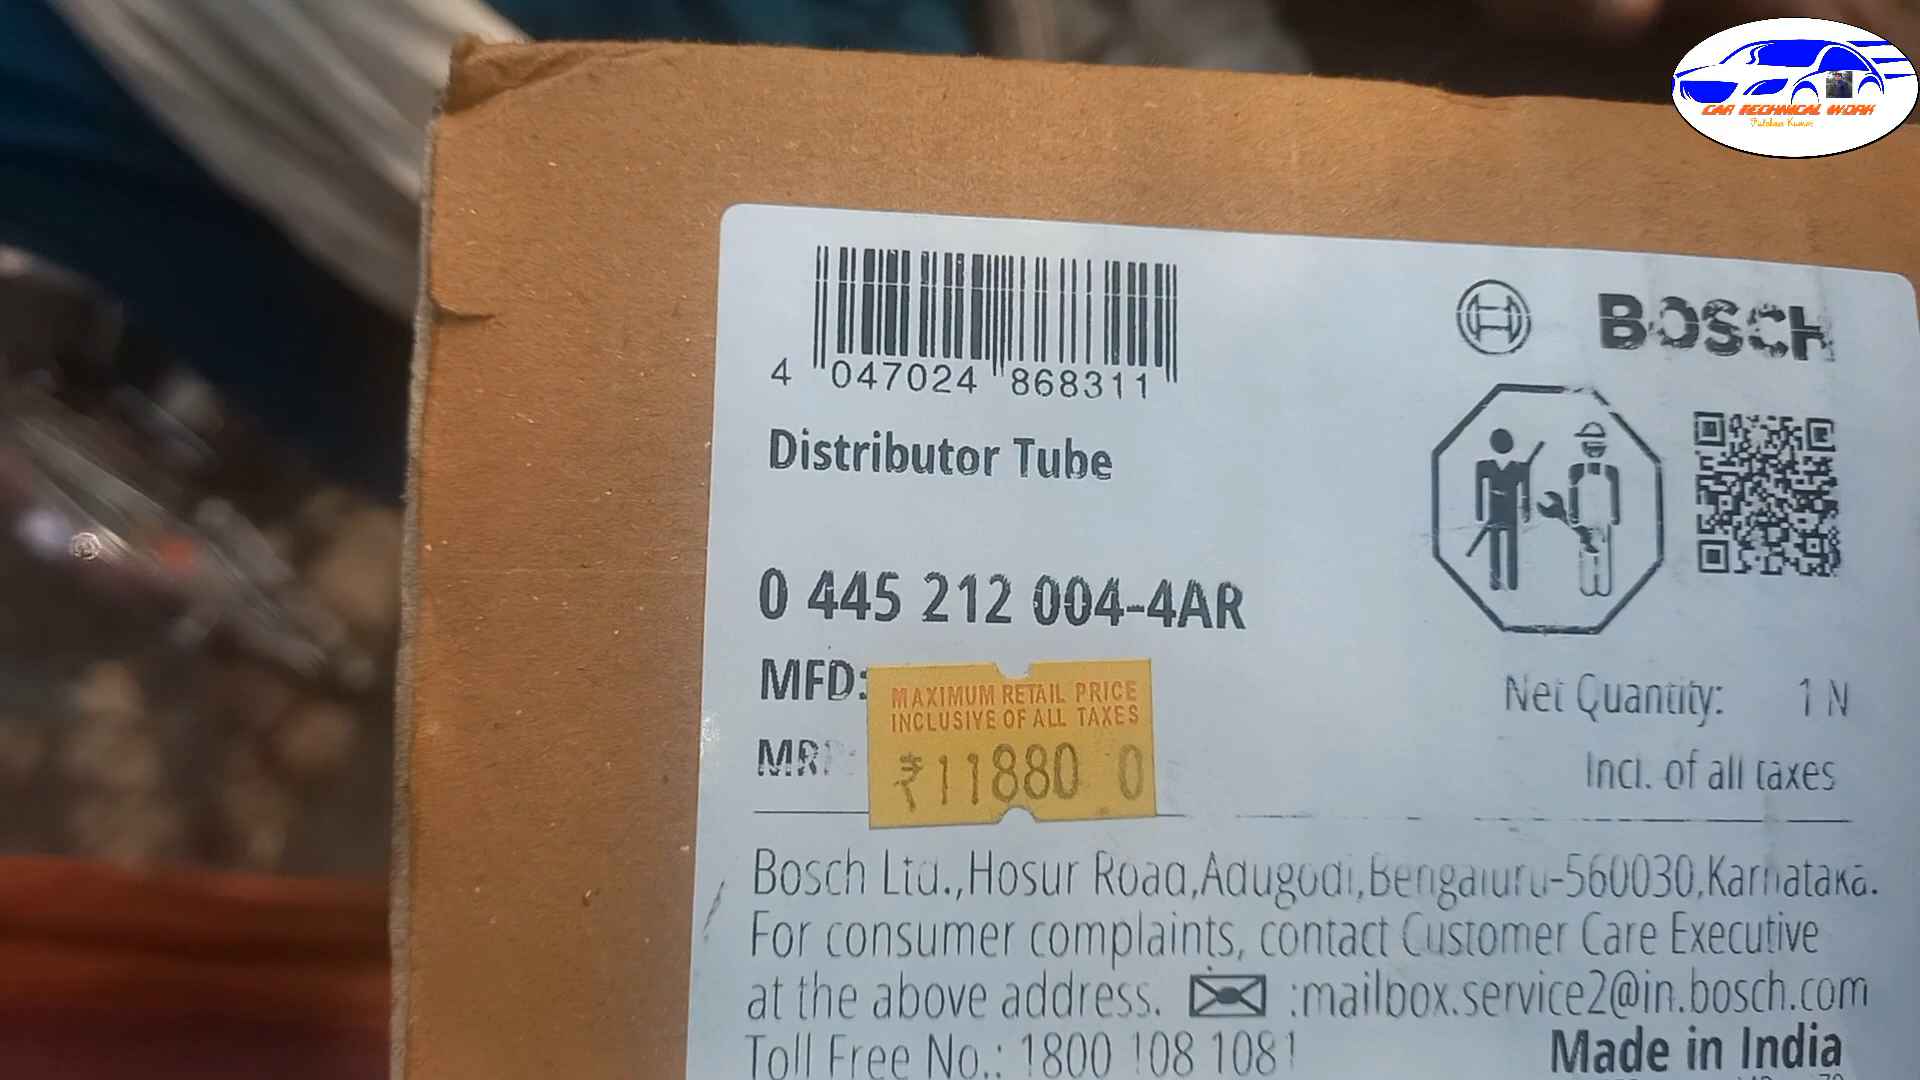 CAR TECHNICAL WORK
4 047024 868311
BOSCH
Distributor Tube
0 445 212 004-4AR
MFD:
MAXIMUM RETAIL PRICE
INCLUSIVE OF ALL TAXES
MRP:
₹11880 0
Net Quantity: 1 N
Incl. of all taxes
Bosch Ltd.,Hosur Road,Adugodi,Bengaluru-560030,Karnataka.
For consumer complaints, contact Customer Care Executive
at the above address. :mailbox.service2@in.bosch.com
Toll Free No.: 1800 108 1081
Made in India